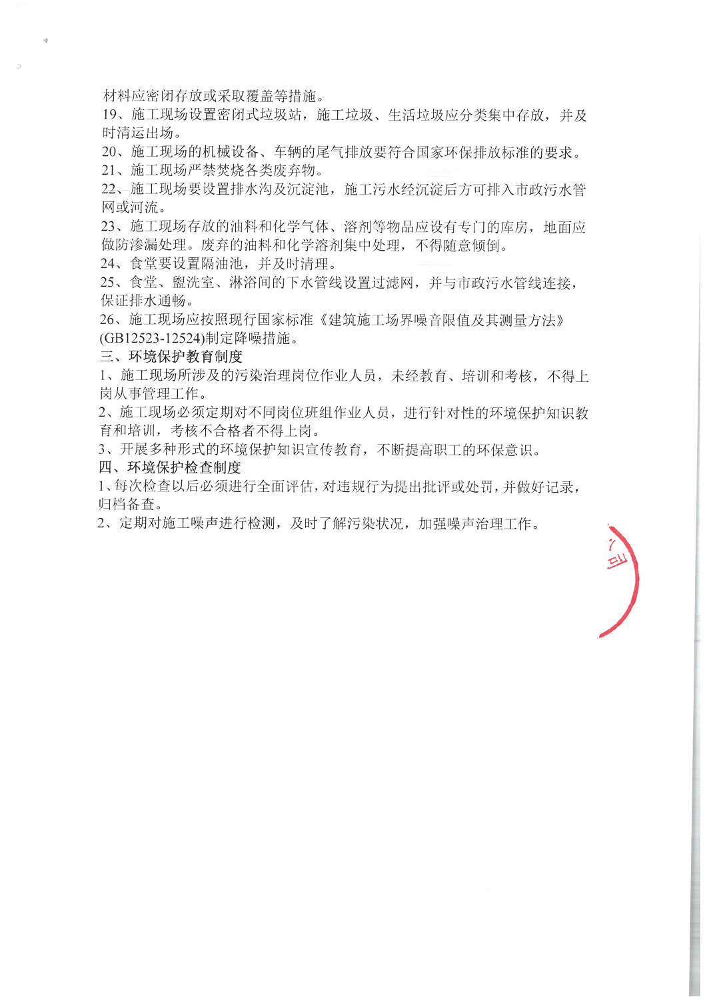 材料应密闭存放或采取覆盖等措施。
19、施工现场设置密闭式垃圾站，施工垃圾、生活垃圾应分类集中存放，并及
时清运出场。
20、施工现场的机械设备、车辆的尾气排放要符合国家环保排放标准的要求。
21、施工现场严禁焚烧各类废弃物。
22、施工现场要设置排水沟及沉淀池，施工污水经沉淀后方可排入市政污水管
网或河流。
23、施工现场存放的油料和化学气体、溶剂等物品应设有专门的库房，地面应
做防渗漏处理。废弃的油料和化学溶剂集中处理，不得随意倾倒。
24、食堂要设置隔油池，并及时清理。
25、食堂、盥洗室、淋浴间的下水管线设置过滤网，并与市政污水管线连接，
保证排水通畅。
26、施工现场应按照现行国家标准《建筑施工场界噪音限值及其测量方法》
(GB12523-12524)制定降噪措施。
三、环境保护教育制度
1、施工现场所涉及的污染治理岗位作业人员，未经教育、培训和考核，不得上
岗从事管理工作。
2、施工现场必须定期对不同岗位班组作业人员，进行针对性的环境保护知识教
育和培训，考核不合格者不得上岗。
3、开展多种形式的环境保护知识宣传教育，不断提高职工的环保意识。
四、环境保护检查制度
1、每次检查以后必须进行全面评估，对违规行为提出批评或处罚，并做好记录，
归档备查。
2、定期对施工噪声进行检测，及时了解污染状况，加强噪声治理工作。
司